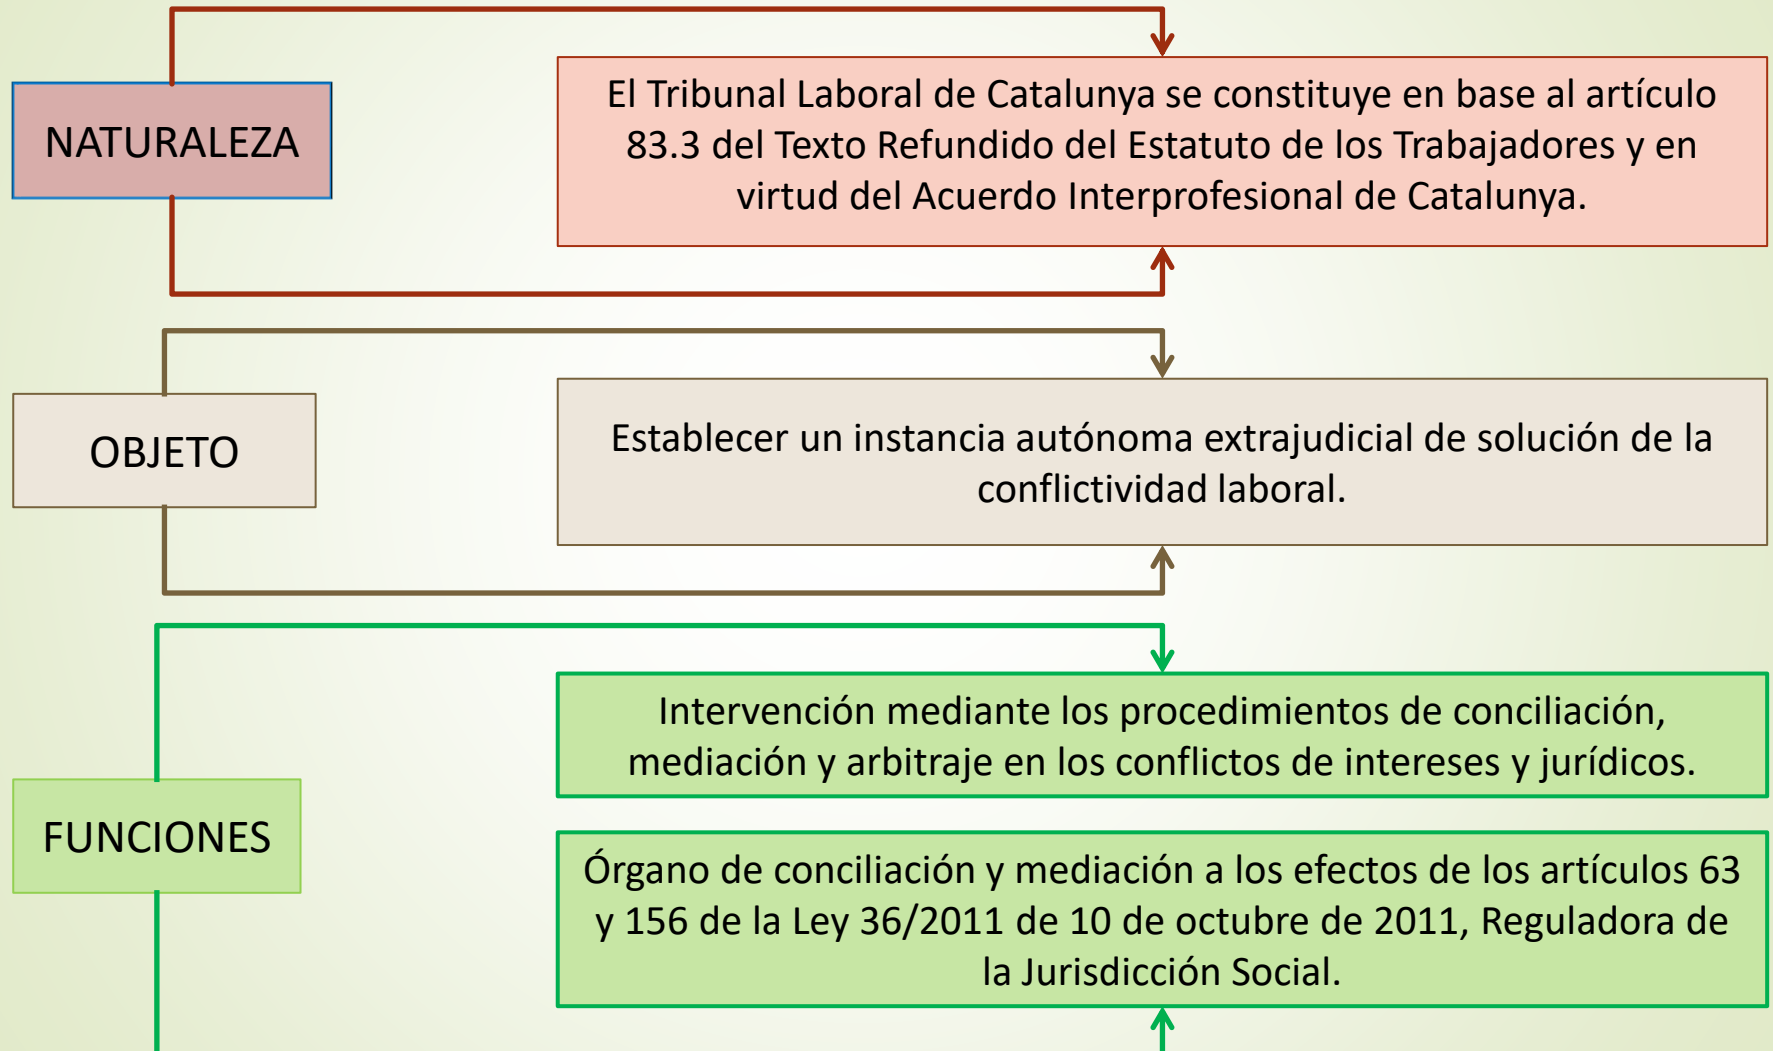 NATURALEZA
El Tribunal Laboral de Catalunya se constituye en base al artículo
83.3 del Texto Refundido del Estatuto de los Trabajadores y en
virtud del Acuerdo Interprofesional de Catalunya.
OBJETO
Establecer un instancia autónoma extrajudicial de solución de la
conflictividad laboral.
FUNCIONES
Intervención mediante los procedimientos de conciliación,
mediación y arbitraje en los conflictos de intereses y jurídicos.
Órgano de conciliación y mediación a los efectos de los artículos 63
y 156 de la Ley 36/2011 de 10 de octubre de 2011, Reguladora de
la Jurisdicción Social.